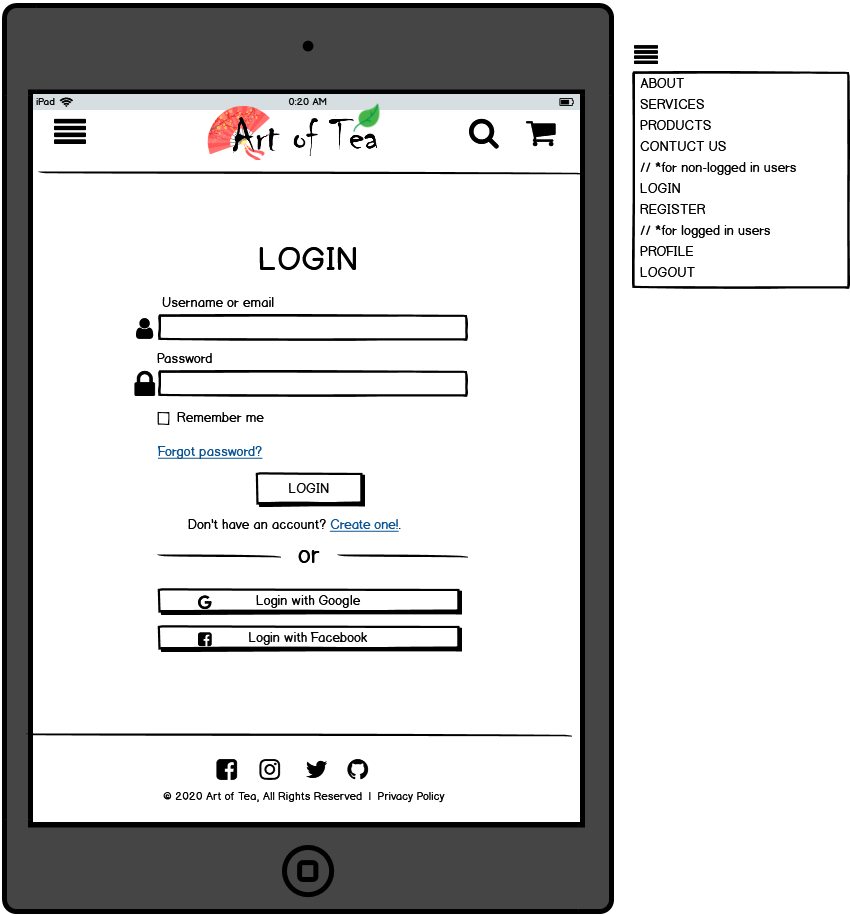 iPad 0:20 AM
Art of Tea
LOGIN
Username or email
Password
Remember me
Forgot password?
LOGIN
Don't have an account? Create one!.
or
Login with Google
Login with Facebook
© 2020 Art of Tea, All Rights Reserved | Privacy Policy
ABOUT
SERVICES
PRODUCTS
CONTUCT US
// *for non-logged in users
LOGIN
REGISTER
// *for logged in users
PROFILE
LOGOUT